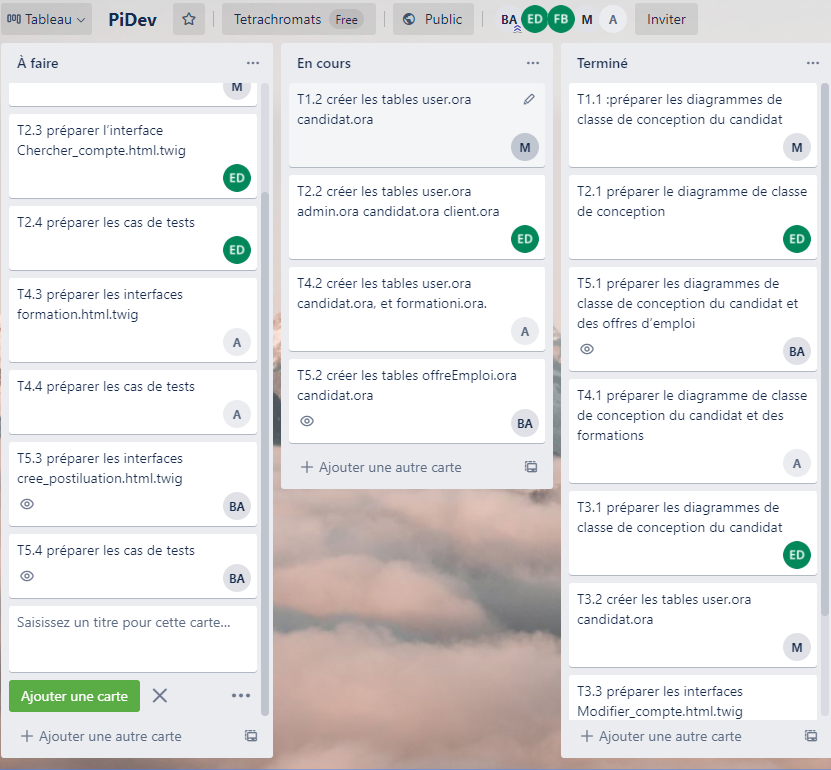 Tableau
PiDev
Tetrachromats Free
Public
BA ED FB M A
Inviter
À faire
M
T2.3 préparer l'interface
Chercher_compte.html.twig
ED
T2.4 préparer les cas de tests
ED
T4.3 préparer les interfaces
formation.html.twig
A
T4.4 préparer les cas de tests
A
T5.3 préparer les interfaces
cree_postiluation.html.twig
BA
T5.4 préparer les cas de tests
BA
Saisissez un titre pour cette carte…
Ajouter une carte
Ajouter une autre carte
En cours
T1.2 créer les tables user.ora
candidat.ora
M
T2.2 créer les tables user.ora
admin.ora candidat.ora client.ora
ED
T4.2 créer les tables user.ora
candidat.ora, et formationi.ora.
A
T5.2 créer les tables offreEmploi.ora
candidat.ora
BA
Ajouter une autre carte
Terminé
T1.1 :préparer les diagrammes de
classe de conception du candidat
M
T2.1 préparer le diagramme de classe
de conception
ED
T5.1 préparer les diagrammes de
classe de conception du candidat et
des offres d'emploi
BA
T4.1 préparer le diagramme de classe
de conception du candidat et des
formations
A
T3.1 préparer les diagrammes de
classe de conception du candidat
ED
T3.2 créer les tables user.ora
candidat.ora
M
T3.3 préparer les interfaces
Modifier_compte.html.twig
Ajouter une autre carte